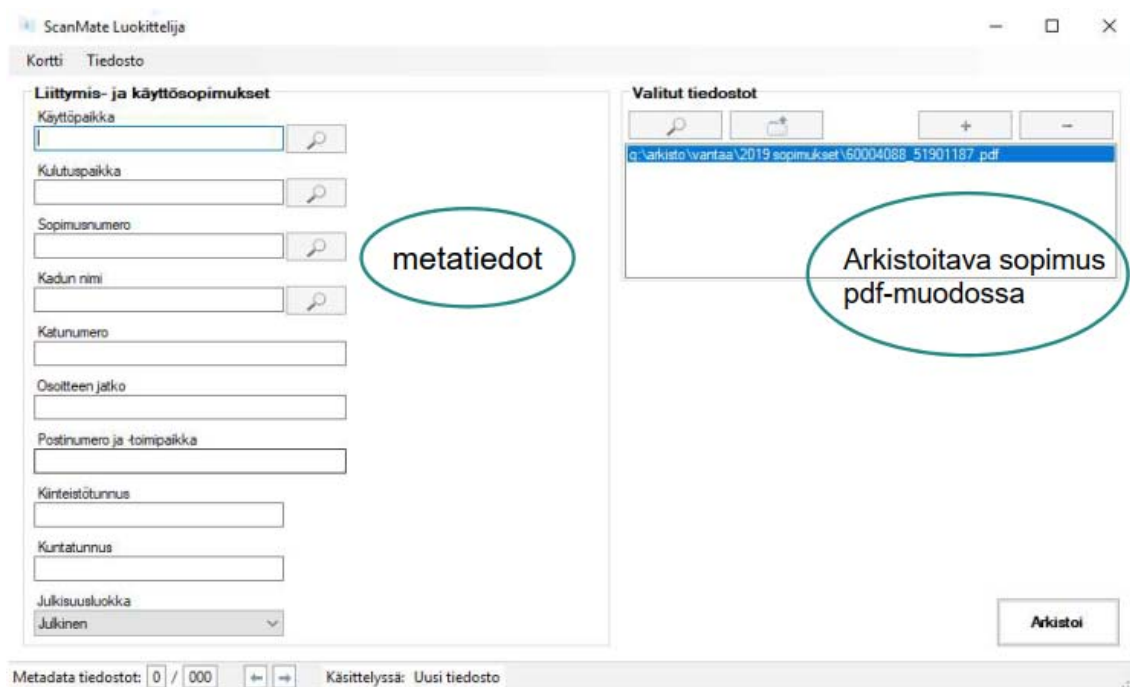 ScanMate Luokittelija
Kortti Tiedosto
Liittymis- ja käyttösopimukset
Käyttöpaikka
Kulutuspaikka
Sopimusnumero
Kadun nimi
Katunumero
Osoitteen jatko
Postinumero ja -toimipaikka
Kiinteistötunnus
Kuntatunnus
Julkisuusluokka
Julkinen
metatiedot
Valitut tiedostot
+ −
g:\arkisto\vantaa\2019 sopimukset\60004088_51901187.pdf
Arkistoitava sopimus
pdf-muodossa
Arkistoi
Metadata tiedostot: 0 / 000 Käsittelyssä: Uusi tiedosto